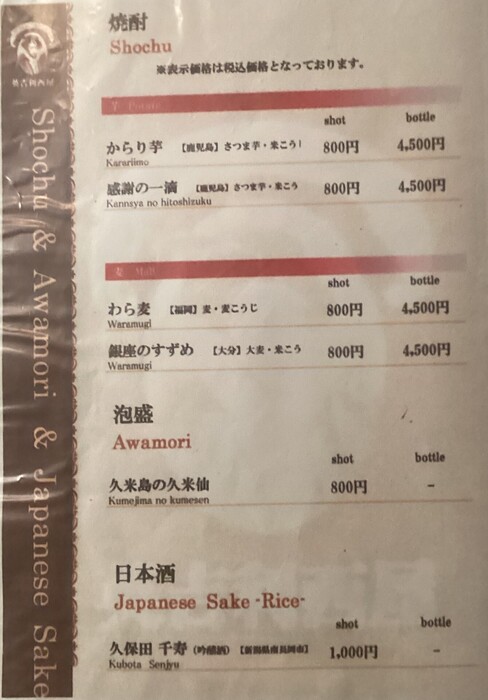 焼酎
Shochu
※表示価格は税込価格となっております。
芋 Potato
shot bottle
からり芋 【鹿児島】さつま芋・米こう 800円 4,500円
Karariimo
感謝の一滴 【鹿児島】さつま芋・米こう 800円 4,500円
Kannsya no hitoshizuku
麦 Malt
shot bottle
わら麦 【福岡】麦・麦こうじ 800円 4,500円
Waramugi
銀座のすずめ 【大分】大麦・米こう 800円 4,500円
Waramugi
泡盛
Awamori
shot bottle
久米島の久米仙 800円 -
Kumejima no kumesen
日本酒
Japanese Sake -Rice-
shot bottle
久保田 千寿 (吟醸酒) 【新潟県南長岡市】 1,000円 -
Kubota Senjyu
Shochu & Awamori & Japanese Sake